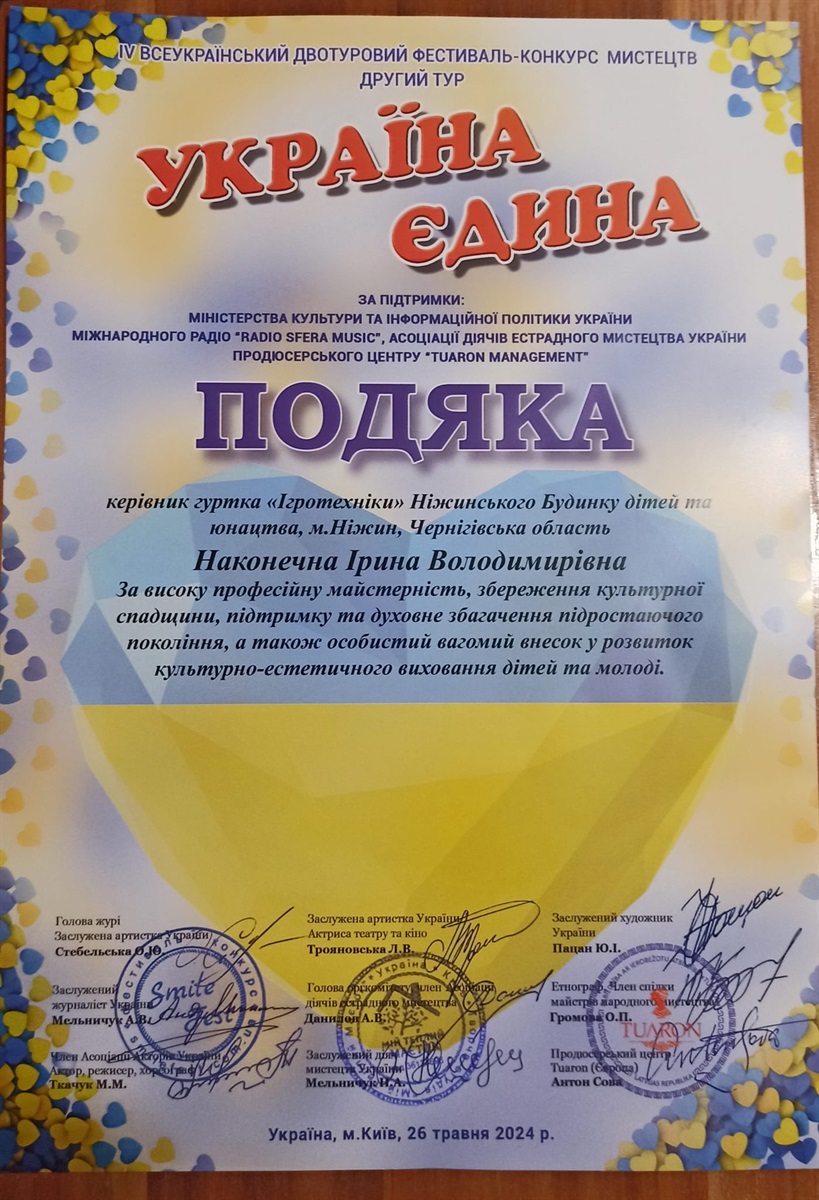 IV ВСЕУКРАЇНСЬКИЙ ДВОТУРОВИЙ ФЕСТИВАЛЬ-КОНКУРС МИСТЕЦТВ
ДРУГИЙ ТУР
УКРАЇНА
ЄДИНА
ЗА ПІДТРИМКИ:
МІНІСТЕРСТВА КУЛЬТУРИ ТА ІНФОРМАЦІЙНОЇ ПОЛІТИКИ УКРАЇНИ
МІЖНАРОДНОГО РАДІО "RADIO SFERA MUSIC", АСОЦІАЦІЇ ДІЯЧІВ ЕСТРАДНОГО МИСТЕЦТВА УКРАЇНИ
ПРОДЮСЕРСЬКОГО ЦЕНТРУ "TUARON MANAGEMENT"
ПОДЯКА
керівник гуртка «Ігротехніки» Ніжинського Будинку дітей та
юнацтва, м.Ніжин, Чернігівська область
Наконечна Ірина Володимирівна
За високу професійну майстерність, збереження культурної
спадщини, підтримку та духовне збагачення підростаючого
покоління, а також особистий вагомий внесок у розвиток
культурно-естетичного виховання дітей та молоді.
Голова журі
Заслужена артистка України
Стебельська О.Ю.
Заслужена артистка України
Актриса театру та кіно
Трояновська Л.В.
Заслужений художник
України
Пацан Ю.І.
Заслужений
журналіст України
Мельничук А.В.
Голова оргкомітету, член Асоціації
діячів естрадного мистецтва
Данилов А.В.
Етнограф, Член спілки
майстрів народного мистецтва
Громова О.П.
Член Асоціації Акторів України
Актор, режисер, хореограф
Ткачук М.М.
Заслужений діяч
мистецтв України
Мельничук Н.А.
Продюсерський центр
Tuaron (Європа)
Антон Сова
Smite
fest
TUARON
Україна, м.Київ, 26 травня 2024 р.